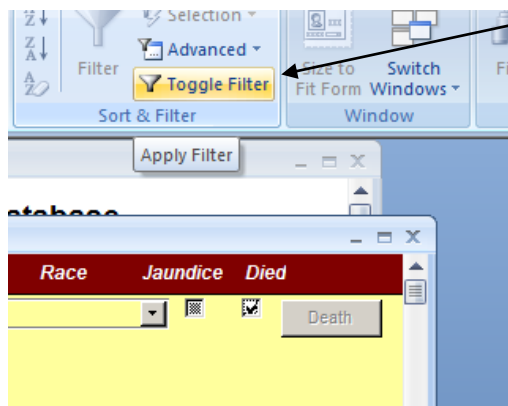 Selection
Advanced
Filter
Toggle Filter
Sort & Filter
Size to
Fit Form
Switch
Windows
Window
Apply Filter
Race Jaundice Died
Death